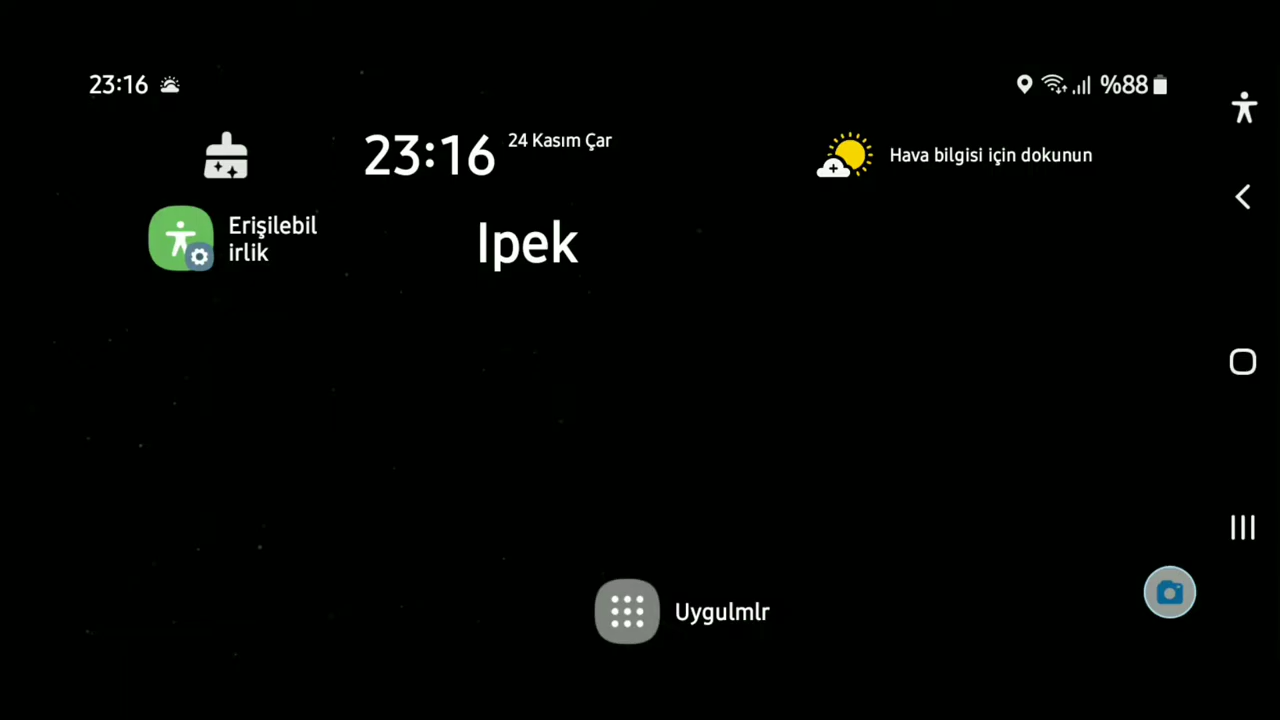 23:16
%88
23:16
24 Kasım Çar
Hava bilgisi için dokunun
Erişilebil
irlik
Ipek
Uygulmlr